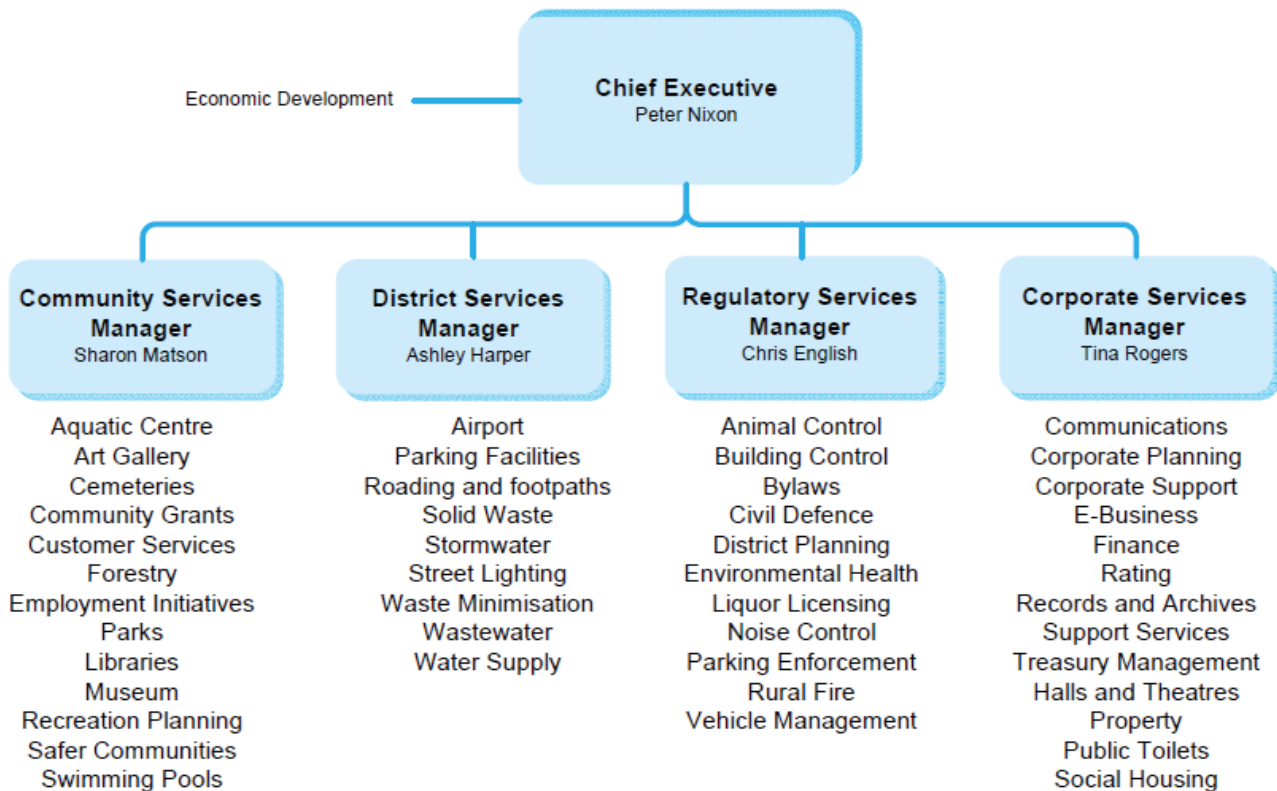 Chief Executive
Peter Nixon
Economic Development
Community Services
Manager
Sharon Matson
Aquatic Centre
Art Gallery
Cemeteries
Community Grants
Customer Services
Forestry
Employment Initiatives
Parks
Libraries
Museum
Recreation Planning
Safer Communities
Swimming Pools
District Services
Manager
Ashley Harper
Airport
Parking Facilities
Roading and footpaths
Solid Waste
Stormwater
Street Lighting
Waste Minimisation
Wastewater
Water Supply
Regulatory Services
Manager
Chris English
Animal Control
Building Control
Bylaws
Civil Defence
District Planning
Environmental Health
Liquor Licensing
Noise Control
Parking Enforcement
Rural Fire
Vehicle Management
Corporate Services
Manager
Tina Rogers
Communications
Corporate Planning
Corporate Support
E-Business
Finance
Rating
Records and Archives
Support Services
Treasury Management
Halls and Theatres
Property
Public Toilets
Social Housing